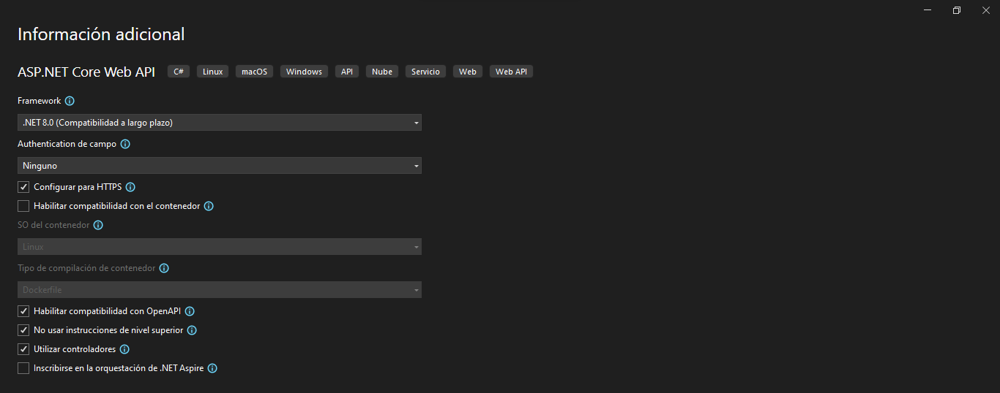 Información adicional
ASP.NET Core Web API C# Linux macOS Windows API Nube Servicio Web Web API
Framework
.NET 8.0 (Compatibilidad a largo plazo)
Authentication de campo
Ninguno
Configurar para HTTPS
Habilitar compatibilidad con el contenedor
SO del contenedor
Linux
Tipo de compilación de contenedor
Dockerfile
Habilitar compatibilidad con OpenAPI
No usar instrucciones de nivel superior
Utilizar controladores
Inscribirse en la orquestación de .NET Aspire